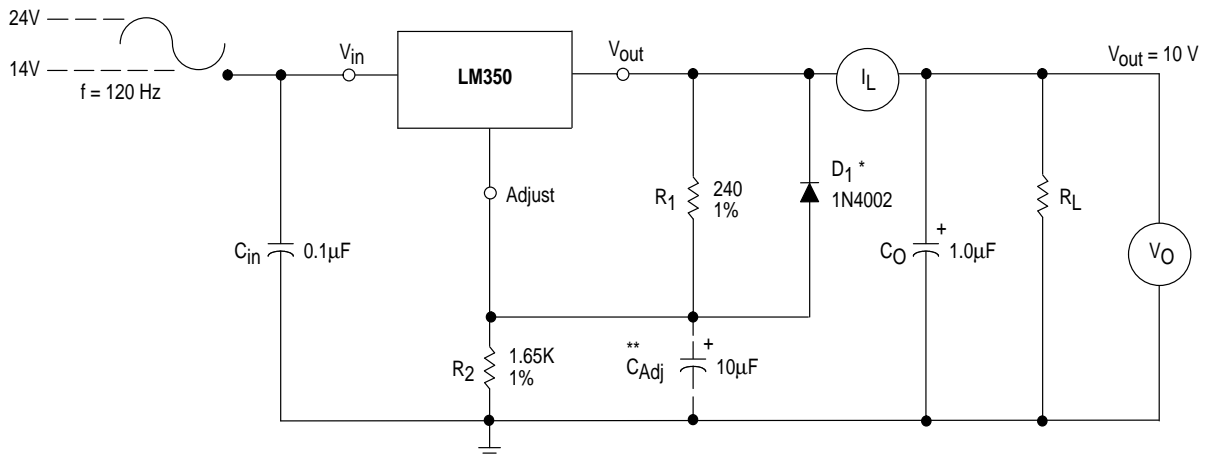 24V
14V
f = 120 Hz
Vin
LM350
Vout
IL
Vout = 10 V
Adjust
R1
240
1%
D1 *
1N4002
RL
Cin
0.1µF
CO
+
1.0µF
VO
R2
1.65K
1%
**
CAdj
+
10µF